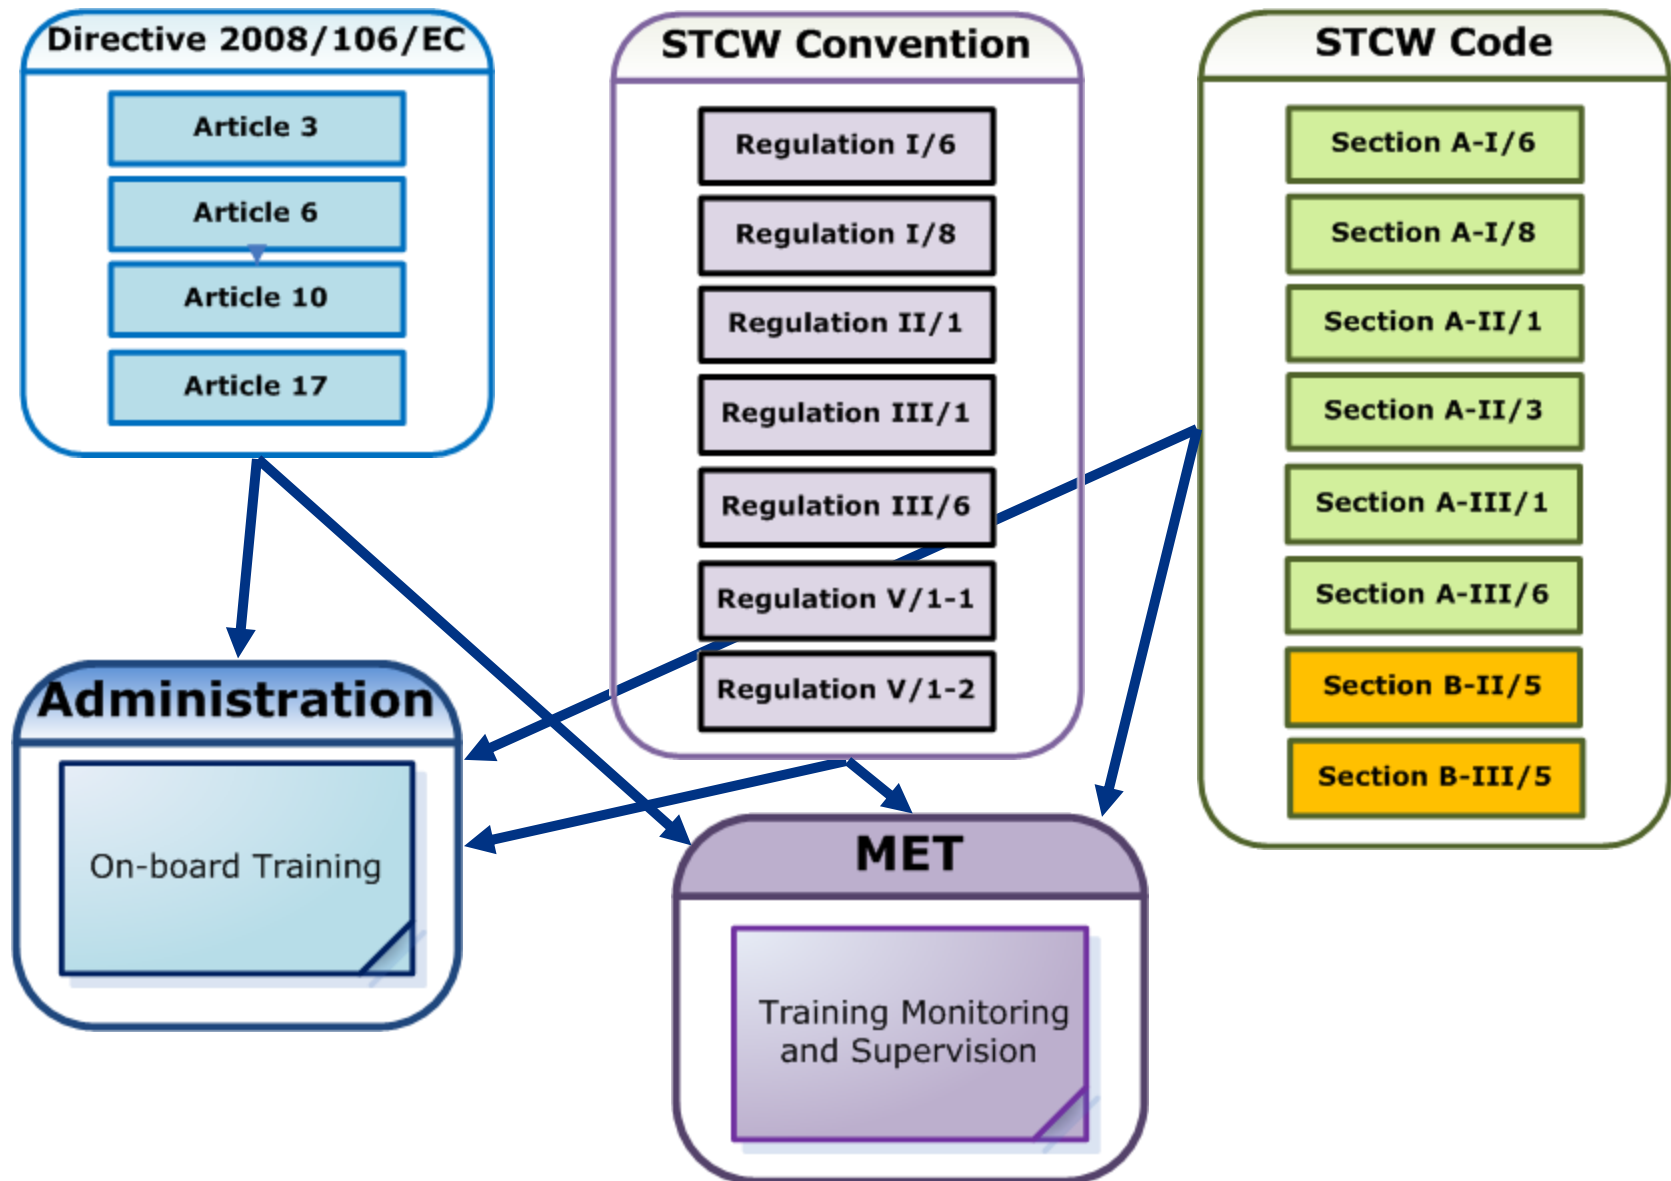 Directive 2008/106/EC
Article 3
Article 6
Article 10
Article 17
STCW Convention
Regulation I/6
Regulation I/8
Regulation II/1
Regulation III/1
Regulation III/6
Regulation V/1-1
Regulation V/1-2
STCW Code
Section A-I/6
Section A-I/8
Section A-II/1
Section A-II/3
Section A-III/1
Section A-III/6
Section B-II/5
Section B-III/5
Administration
On-board Training
MET
Training Monitoring
and Supervision